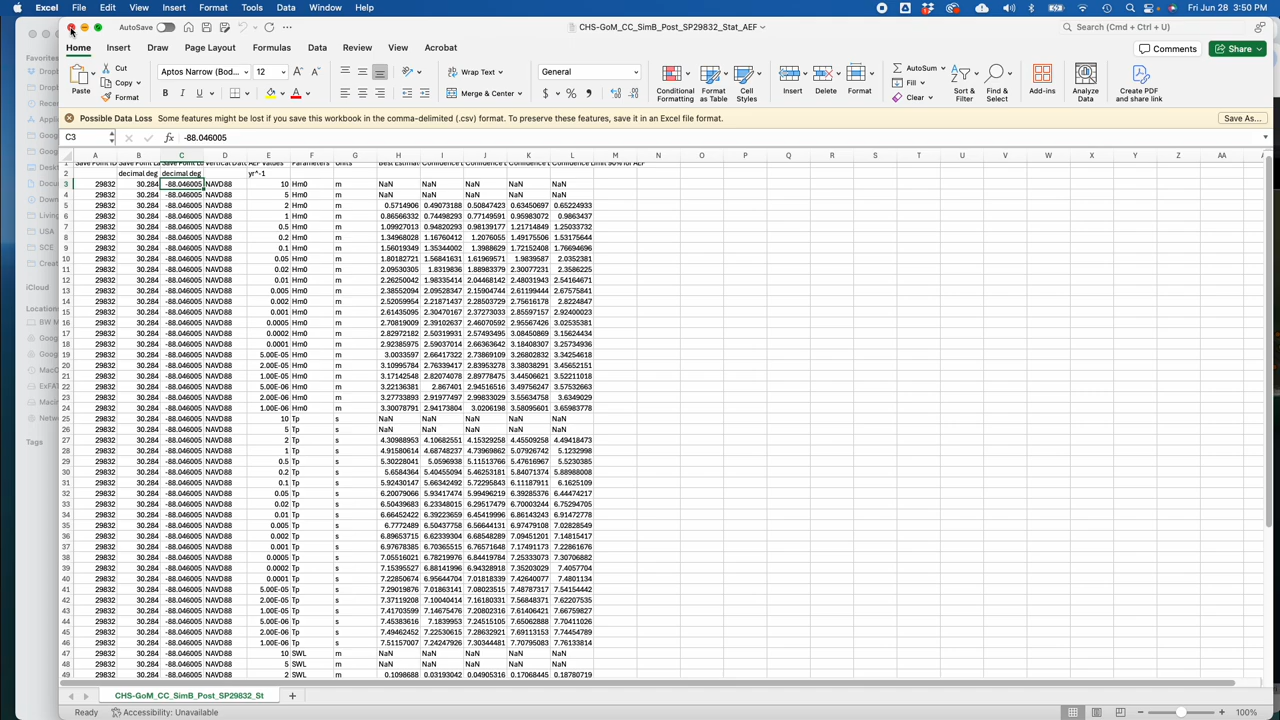 Excel File Edit View Insert Format Tools Data Window Help Fri Jun 28 3:50 PM
AutoSave CHS-GoM_CC_SimB_Post_SP29832_Stat_AEF Search (Cmd + Ctrl + U)
Home Insert Draw Page Layout Formulas Data Review View Acrobat Comments Share
Paste Cut Copy Format Aptos Narrow (Bod... 12 Wrap Text Merge & Center General Conditional Formatting Format as Table Cell Styles Insert Delete Format AutoSum Fill Clear Sort & Filter Find & Select Add-ins Analyze Data Create PDF and share link
Possible Data Loss Some features might be lost if you save this workbook in the comma-delimited (.csv) format. To preserve these features, save it in an Excel file format. Save As...
C3 fx -88.046005
A B C D E F G H I J K L M N O P Q R S T U V W X Y Z AA
2 decimal deg decimal deg yr^-1
3 29832 30.284 -88.046005 NAVD88 10 Hm0 m NaN NaN NaN NaN NaN
4 29832 30.284 -88.046005 NAVD88 5 Hm0 m NaN NaN NaN NaN NaN
5 29832 30.284 -88.046005 NAVD88 2 Hm0 m 0.5714906 0.49073188 0.50847423 0.63450697 0.65224933
6 29832 30.284 -88.046005 NAVD88 1 Hm0 m 0.86566332 0.74498293 0.77149591 0.95983072 0.9863437
7 29832 30.284 -88.046005 NAVD88 0.5 Hm0 m 1.09927013 0.94820293 0.98139177 1.21714849 1.25033732
8 29832 30.284 -88.046005 NAVD88 0.2 Hm0 m 1.34968028 1.16760412 1.2076055 1.49175506 1.53175644
9 29832 30.284 -88.046005 NAVD88 0.1 Hm0 m 1.56019349 1.35344002 1.3988629 1.72152408 1.76694696
10 29832 30.284 -88.046005 NAVD88 0.05 Hm0 m 1.80182721 1.56841631 1.61969571 1.9839587 2.0352381
11 29832 30.284 -88.046005 NAVD88 0.02 Hm0 m 2.09530305 1.8319836 1.88983379 2.30077231 2.3586225
12 29832 30.284 -88.046005 NAVD88 0.01 Hm0 m 2.26250042 1.98335414 2.04468142 2.48031943 2.54164671
13 29832 30.284 -88.046005 NAVD88 0.005 Hm0 m 2.38552094 2.09528347 2.15904744 2.61199444 2.67575841
14 29832 30.284 -88.046005 NAVD88 0.002 Hm0 m 2.52059954 2.21871437 2.28503729 2.75616178 2.8224847
15 29832 30.284 -88.046005 NAVD88 0.001 Hm0 m 2.61435095 2.30470167 2.37273033 2.85597157 2.92400023
16 29832 30.284 -88.046005 NAVD88 0.0005 Hm0 m 2.70819009 2.39102637 2.46070592 2.95567426 3.02535381
17 29832 30.284 -88.046005 NAVD88 0.0002 Hm0 m 2.82972182 2.50319931 2.57493495 3.08450869 3.15624434
18 29832 30.284 -88.046005 NAVD88 0.0001 Hm0 m 2.92385975 2.59037014 2.66363642 3.18408307 3.25734936
19 29832 30.284 -88.046005 NAVD88 5.00E-05 Hm0 m 3.0033597 2.66417322 2.73869109 3.26802832 3.34254618
20 29832 30.284 -88.046005 NAVD88 2.00E-05 Hm0 m 3.10995784 2.76339417 2.83953278 3.38038291 3.45652151
21 29832 30.284 -88.046005 NAVD88 1.00E-05 Hm0 m 3.17142548 2.82074078 2.89778475 3.44506621 3.52211018
22 29832 30.284 -88.046005 NAVD88 5.00E-06 Hm0 m 3.22136381 2.867401 2.94516516 3.49756247 3.57532663
23 29832 30.284 -88.046005 NAVD88 2.00E-06 Hm0 m 3.27733893 2.91977497 2.99833029 3.55634758 3.6349029
24 29832 30.284 -88.046005 NAVD88 1.00E-06 Hm0 m 3.30078791 2.94173804 3.0206198 3.58095601 3.65983778
25 29832 30.284 -88.046005 NAVD88 10 Tp s NaN NaN NaN NaN NaN
26 29832 30.284 -88.046005 NAVD88 5 Tp s NaN NaN NaN NaN NaN
27 29832 30.284 -88.046005 NAVD88 2 Tp s 4.30988953 4.10682551 4.15329258 4.45509258 4.49418473
28 29832 30.284 -88.046005 NAVD88 1 Tp s 4.91580614 4.68748237 4.73969862 5.07926742 5.1232998
29 29832 30.284 -88.046005 NAVD88 0.5 Tp s 5.30228041 5.0596938 5.11513766 5.47616967 5.5230385
30 29832 30.284 -88.046005 NAVD88 0.2 Tp s 5.6584364 5.40455094 5.46253181 5.84071374 5.88988008
31 29832 30.284 -88.046005 NAVD88 0.1 Tp s 5.92430147 5.66342492 5.72295843 6.11186291 6.1625109
32 29832 30.284 -88.046005 NAVD88 0.05 Tp s 6.20079066 5.93417474 5.99496219 6.39285376 6.44474217
33 29832 30.284 -88.046005 NAVD88 0.02 Tp s 6.50439683 6.23348015 6.29517479 6.70003244 6.75294705
34 29832 30.284 -88.046005 NAVD88 0.01 Tp s 6.66452422 6.39223659 6.45419996 6.86143243 6.91472778
35 29832 30.284 -88.046005 NAVD88 0.005 Tp s 6.7772489 6.50437758 6.56644131 6.97479108 7.02828549
36 29832 30.284 -88.046005 NAVD88 0.002 Tp s 6.89653715 6.62339304 6.68548289 7.09451201 7.14815417
37 29832 30.284 -88.046005 NAVD88 0.001 Tp s 6.97678385 6.70365515 6.76571648 7.17491173 7.22861676
38 29832 30.284 -88.046005 NAVD88 0.0005 Tp s 7.05516021 6.78219976 6.84419784 7.25333073 7.30706882
39 29832 30.284 -88.046005 NAVD88 0.0002 Tp s 7.15395527 6.88141996 6.94328918 7.35203029 7.4057704
40 29832 30.284 -88.046005 NAVD88 0.0001 Tp s 7.22850674 6.95644704 7.01818339 7.42640077 7.4801134
41 29832 30.284 -88.046005 NAVD88 5.00E-05 Tp s 7.29019876 7.01863141 7.08023515 7.48787317 7.54154442
42 29832 30.284 -88.046005 NAVD88 2.00E-05 Tp s 7.37119208 7.10040414 7.16180331 7.56848371 7.62207535
43 29832 30.284 -88.046005 NAVD88 1.00E-05 Tp s 7.41703599 7.14675476 7.20802316 7.61406421 7.66759827
44 29832 30.284 -88.046005 NAVD88 5.00E-06 Tp s 7.45383616 7.1839953 7.24515105 7.65062888 7.70411026
45 29832 30.284 -88.046005 NAVD88 2.00E-06 Tp s 7.49462452 7.22530615 7.28632921 7.69113153 7.74454789
46 29832 30.284 -88.046005 NAVD88 1.00E-06 Tp s 7.51157007 7.24247926 7.30344481 7.70795083 7.76133814
47 29832 30.284 -88.046005 NAVD88 10 SWL m NaN NaN NaN NaN NaN
48 29832 30.284 -88.046005 NAVD88 5 SWL m NaN NaN NaN NaN NaN
49 29832 30.284 -88.046005 NAVD88 2 SWL m 0.1098688 0.03193042 0.04905316 0.17068445 0.18780719
CHS-GoM_CC_SimB_Post_SP29832_St
Ready Accessibility: Unavailable 100%